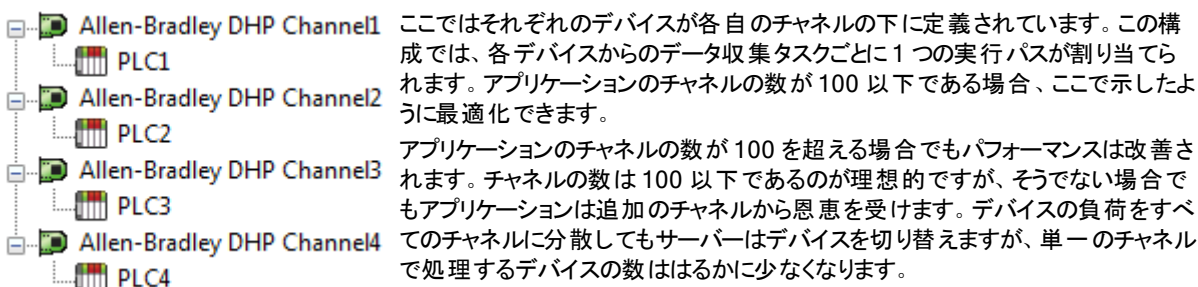 Allen-Bradley DHP Channel1
PLC1
Allen-Bradley DHP Channel2
PLC2
Allen-Bradley DHP Channel3
PLC3
Allen-Bradley DHP Channel4
PLC4
ここではそれぞれのデバイスが各自のチャネルの下に定義されています。この構
成では、各デバイスからのデータ収集タスクごとに 1 つの実行パスが割り当てら
れます。アプリケーションのチャネルの数が 100 以下である場合、ここで示したよ
うに最適化できます。
アプリケーションのチャネルの数が 100 を超える場合でもパフォーマンスは改善さ
れます。チャネルの数は 100 以下であるのが理想的ですが、そうでない場合で
もアプリケーションは追加のチャネルから恩恵を受けます。デバイスの負荷をすべ
てのチャネルに分散してもサーバーはデバイスを切り替えますが、単一のチャネル
で処理するデバイスの数ははるかに少なくなります。